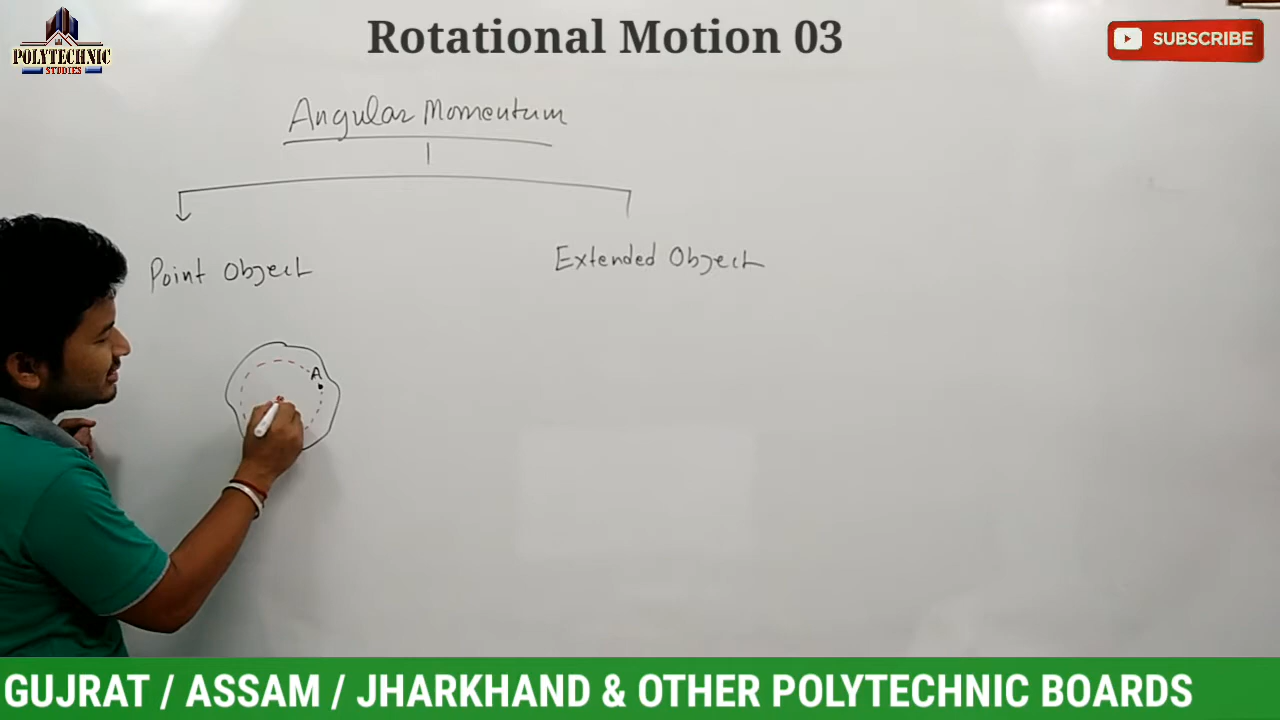 Rotational Motion 03
POLYTECHNIC
STUDIES
SUBSCRIBE
Angular Momentum
Point Object
Extended Object
A
GUJRAT / ASSAM / JHARKHAND & OTHER POLYTECHNIC BOARDS